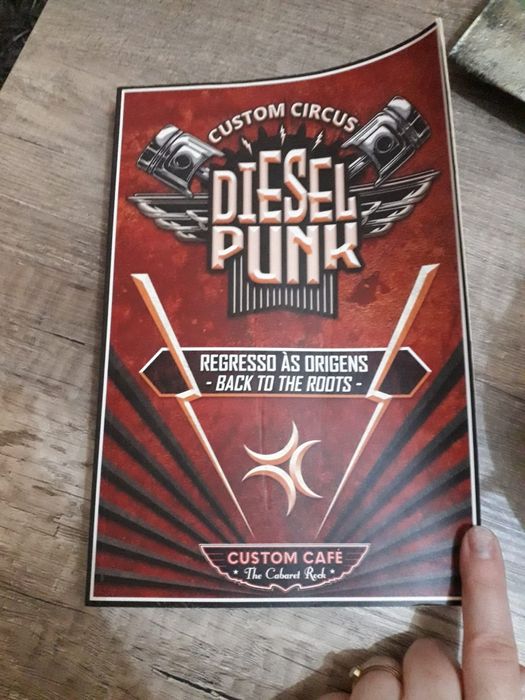 CUSTOM CIRCUS
DIESEL
PUNK
REGRESSO ÀS ORIGENS
- BACK TO THE ROOTS -
CUSTOM CAFÉ
The Cabaret Rock